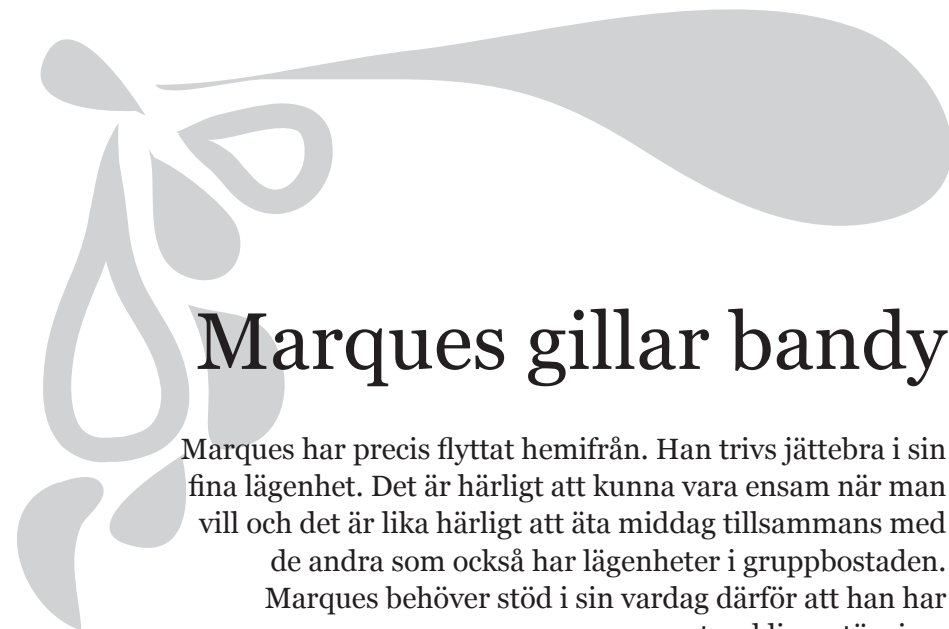 Marques gillar bandy
Marques har precis flyttat hemifrån. Han trivs jättebra i sin
fina lägenhet. Det är härligt att kunna vara ensam när man
vill och det är lika härligt att äta middag tillsammans med
de andra som också har lägenheter i gruppbostaden.
Marques behöver stöd i sin vardag därför att han har